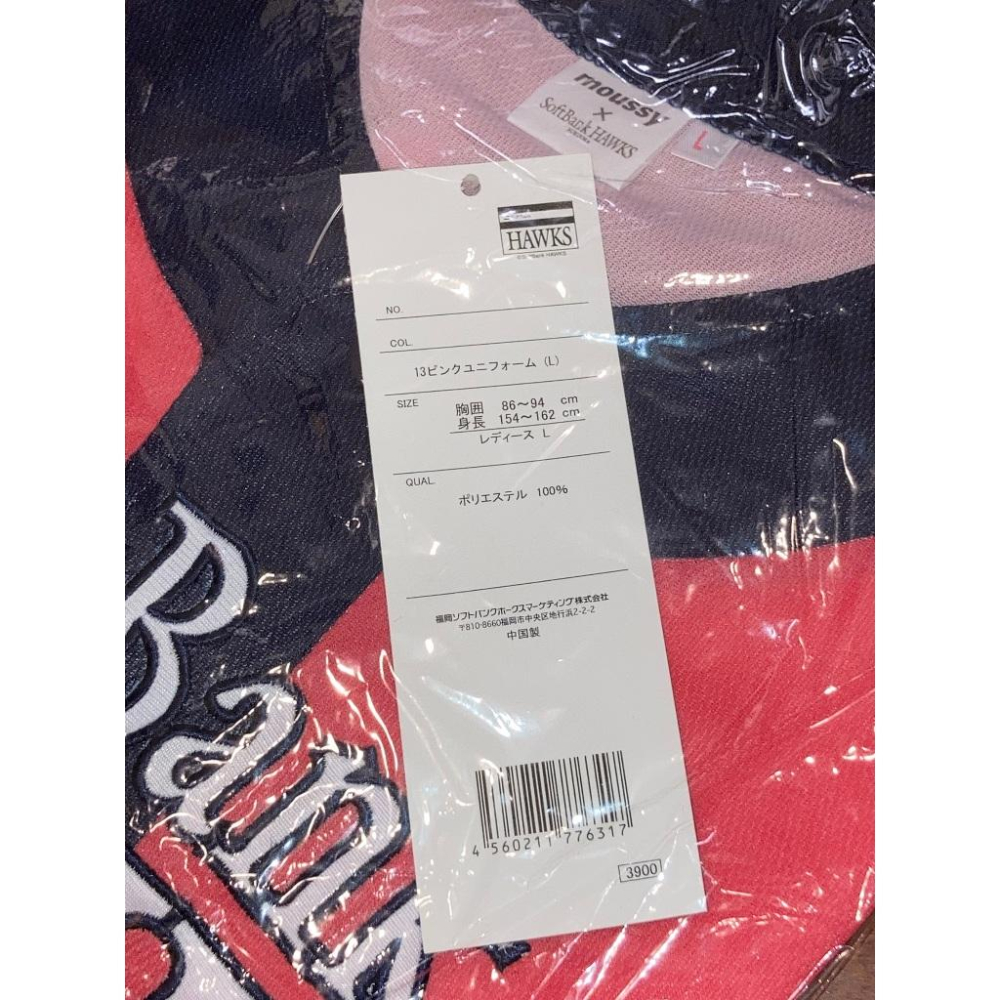 moussy
×
SoftBank HAWKS
L
HAWKS
NO.
COL.
13ピンクユニフォーム (L)
SIZE
胸囲 86～94 cm
身長 154～162 cm
レディース L
QUAL.
ポリエステル 100%
福岡ソフトバンクホークスマーケティング株式会社
〒810-8660福岡市中央区地行浜2-2-2
中国製
4 560211 776317
3900
Bank